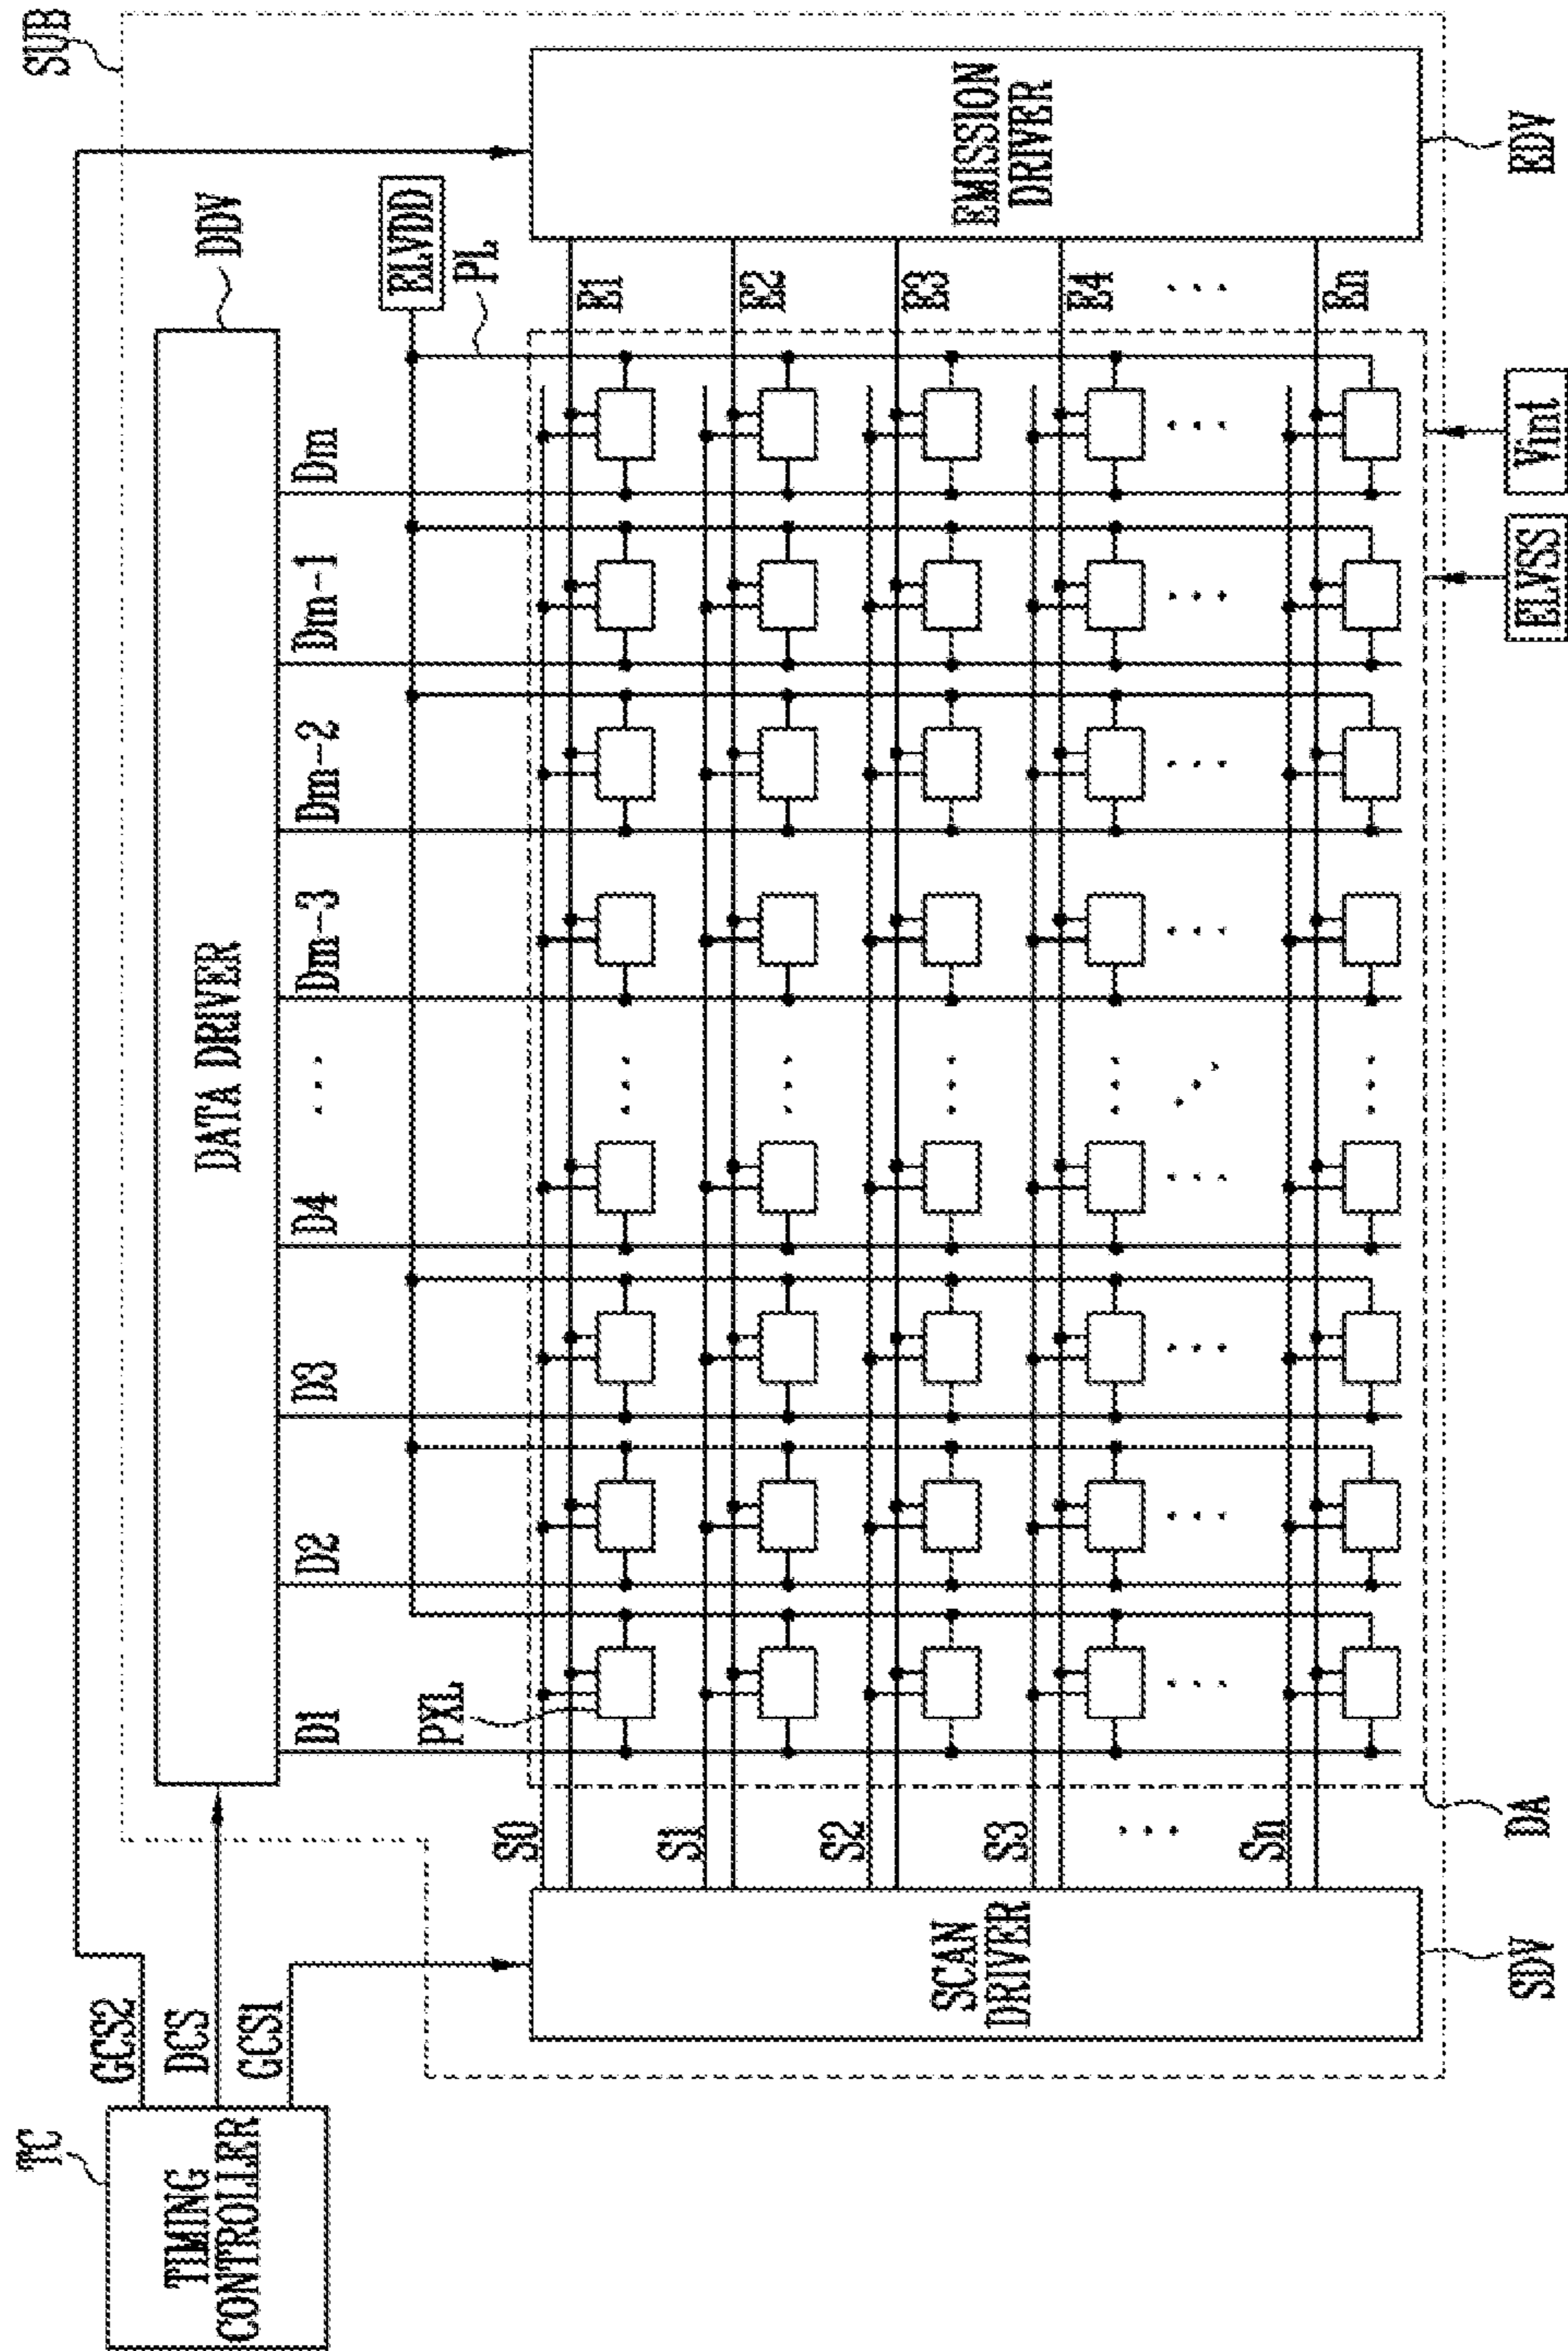 TC
TIMING
CONTROLLER
GCS2
DCS
GCS1
SUB
DATA DRIVER
DDV
ELVDD
PL
D1
D2
D3
D4
...
Dm-3
Dm-2
Dm-1
Dm
PXL
SCAN
DRIVER
SDV
S0
S1
S2
S3
...
Sn
EMISSION
DRIVER
EDV
E1
E2
E3
E4
...
En
DA
ELVSS
Vint